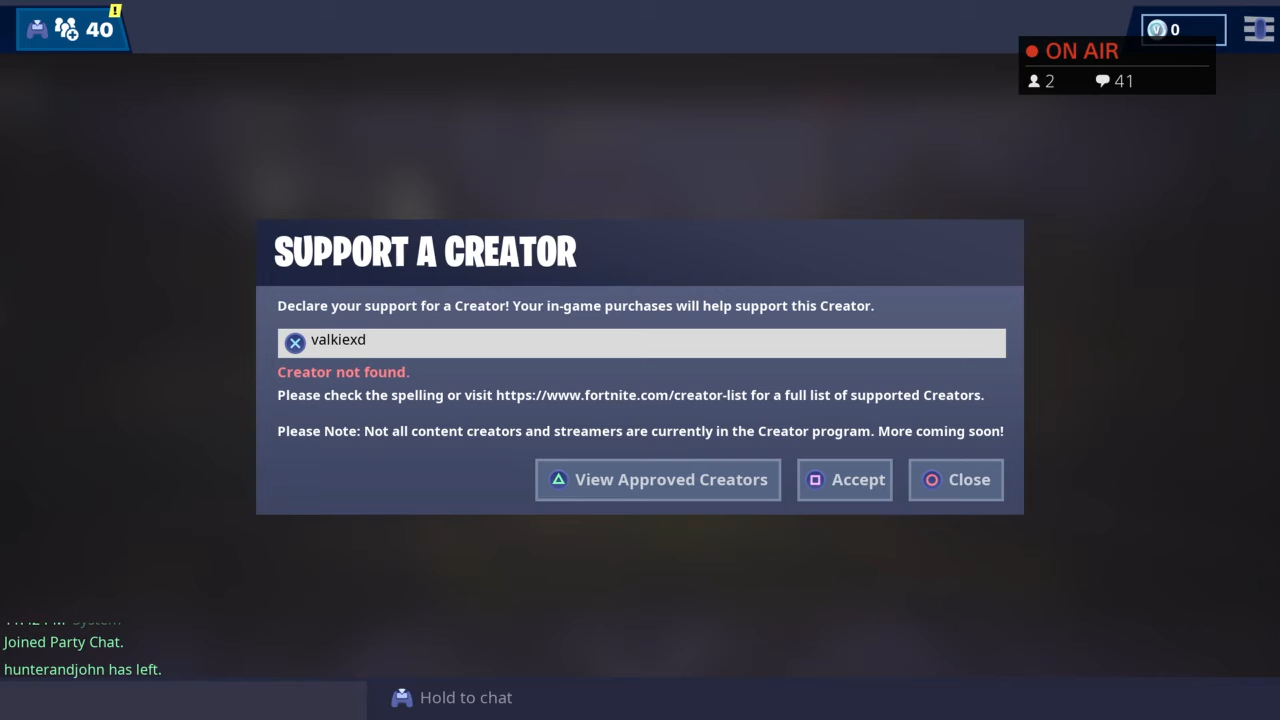 40
!
0
ON AIR
2 41
SUPPORT A CREATOR
Declare your support for a Creator! Your in-game purchases will help support this Creator.
valkiexd
Creator not found.
Please check the spelling or visit https://www.fortnite.com/creator-list for a full list of supported Creators.
Please Note: Not all content creators and streamers are currently in the Creator program. More coming soon!
View Approved Creators
Accept
Close
Joined Party Chat.
hunterandjohn has left.
Hold to chat